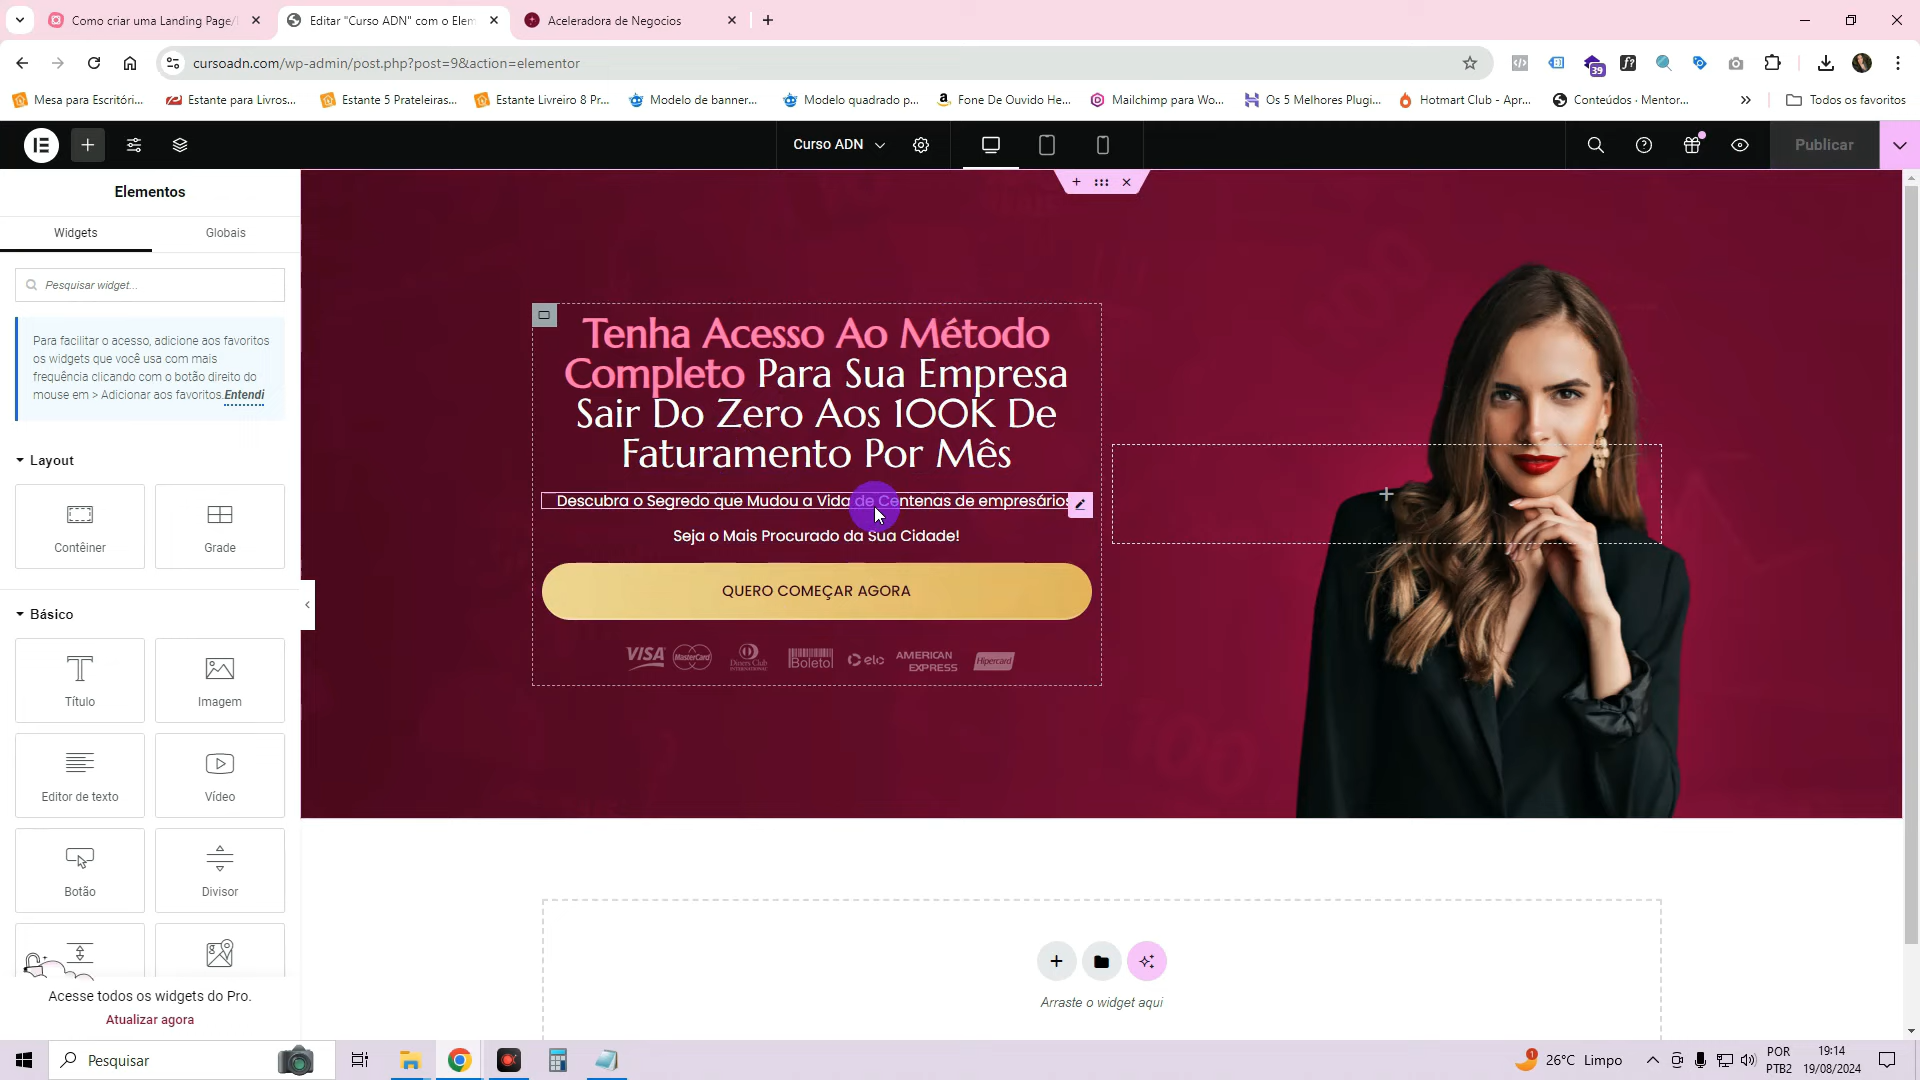 Como criar uma Landing Page/
Editar "Curso ADN" com o Elem
Aceleradora de Negocios
cursoadn.com/wp-admin/post.php?post=9&action=elementor
39
f?
Mesa para Escritóri...
Estante para Livros...
Estante 5 Prateleiras...
Estante Livreiro 8 Pr...
Modelo de banner...
Modelo quadrado p...
Fone De Ouvido He...
Mailchimp para Wo...
Os 5 Melhores Plugi...
Hotmart Club - Apr...
Conteúdos · Mentor...
Todos os favoritos
Curso ADN
Publicar
Elementos
Widgets
Globais
Pesquisar widget...
Para facilitar o acesso, adicione aos favoritos
os widgets que você usa com mais
frequência clicando com o botão direito do
mouse em > Adicionar aos favoritos.Entendi
Layout
Contêiner
Grade
Básico
Título
Imagem
Editor de texto
Vídeo
Botão
Divisor
Acesse todos os widgets do Pro.
Atualizar agora
Tenha Acesso Ao Método
Completo Para Sua Empresa
Sair Do Zero Aos 100K De
Faturamento Por Mês
Descubra o Segredo que Mudou a Vida de Centenas de empresários
Seja o Mais Procurado da Sua Cidade!
QUERO COMEÇAR AGORA
VISA
MasterCard
Diners Club
INTERNATIONAL
Boleto
elo
AMERICAN
EXPRESS
Hipercard
100
Arraste o widget aqui
Pesquisar
1
26°C Limpo
POR
PTB2
19:14
19/08/2024